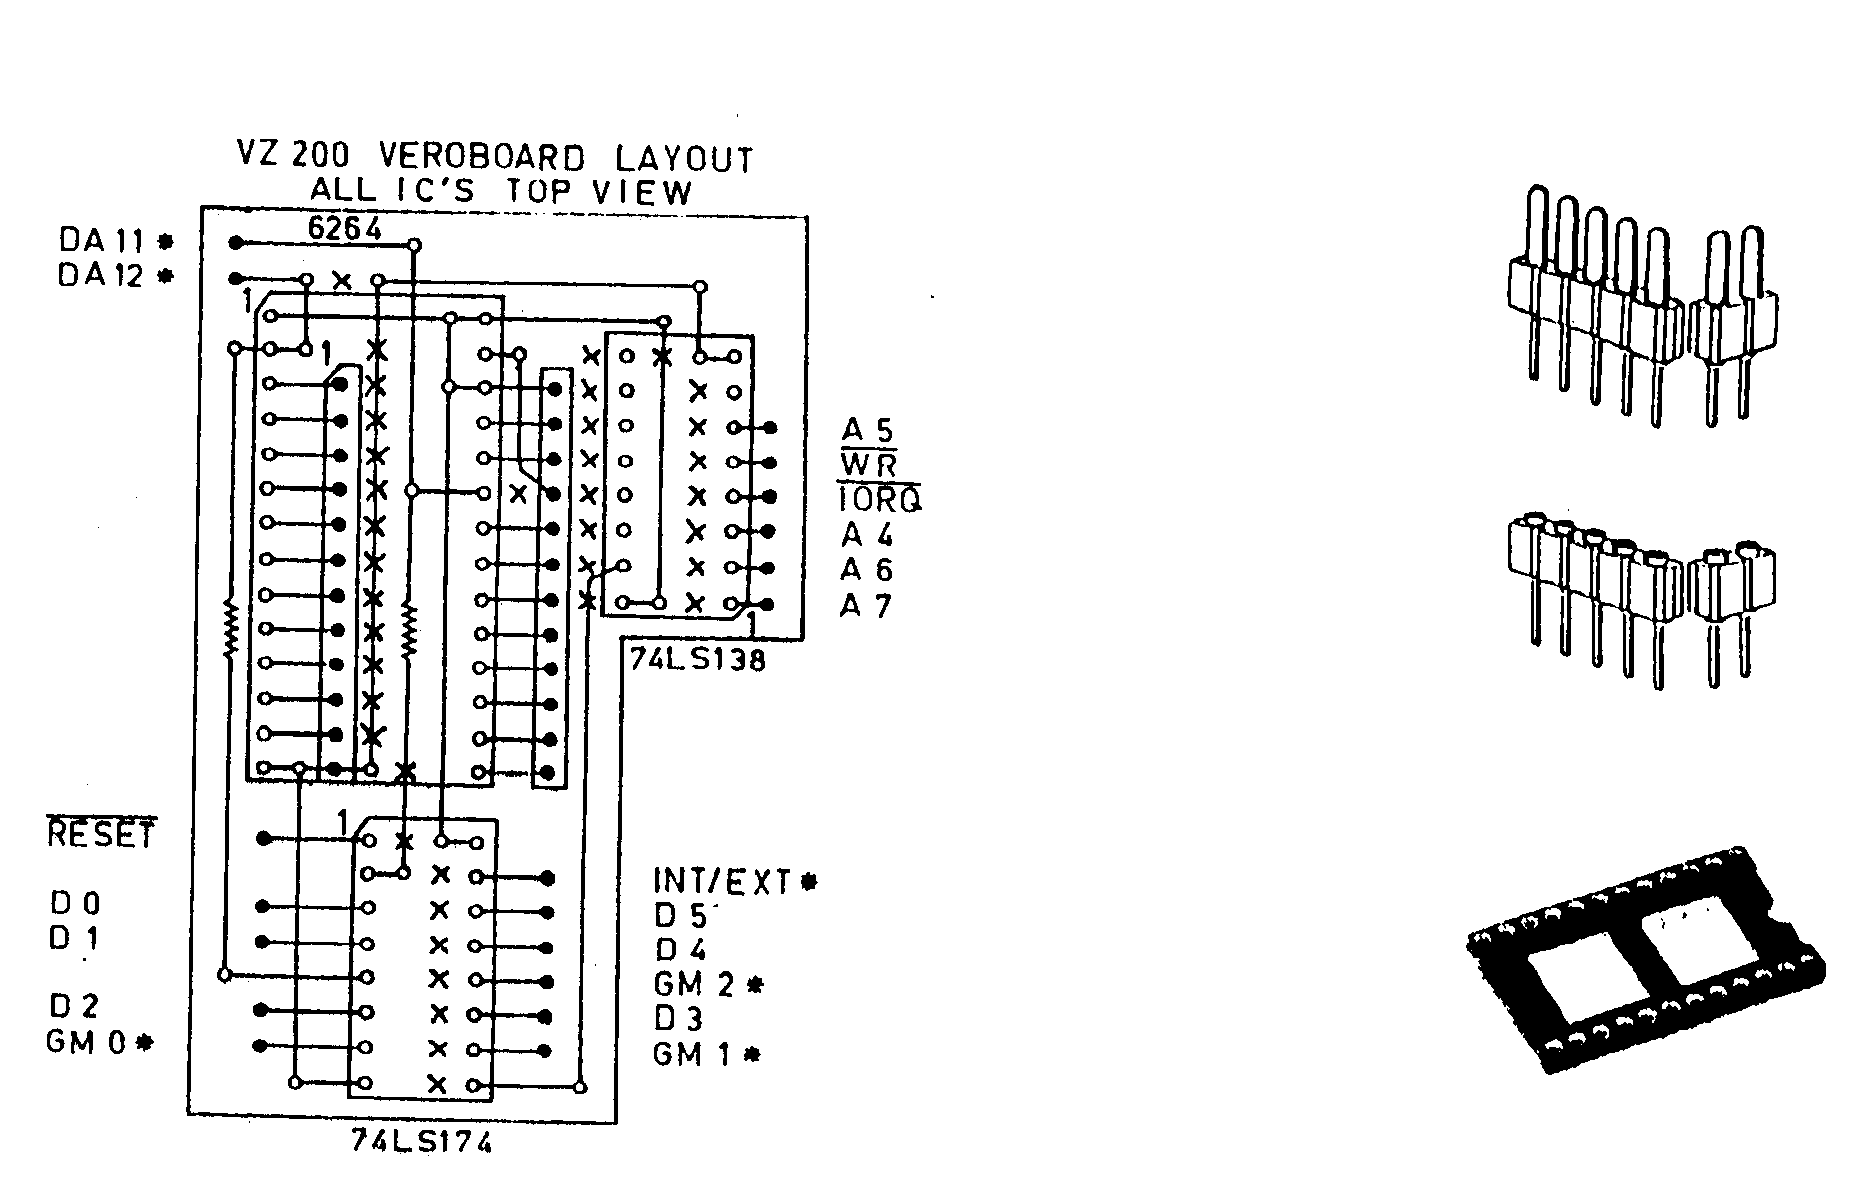 VZ 200 VEROBOARD LAYOUT
ALL IC'S TOP VIEW
6264
DA 11 *
DA 12 *
1
1
A 5
WR
IORQ
A 4
A 6
A 7
1
74LS138
RESET
1
D 0
D 1
D 2
GM 0 *
INT/EXT *
D 5
D 4
GM 2 *
D 3
GM 1 *
74LS174